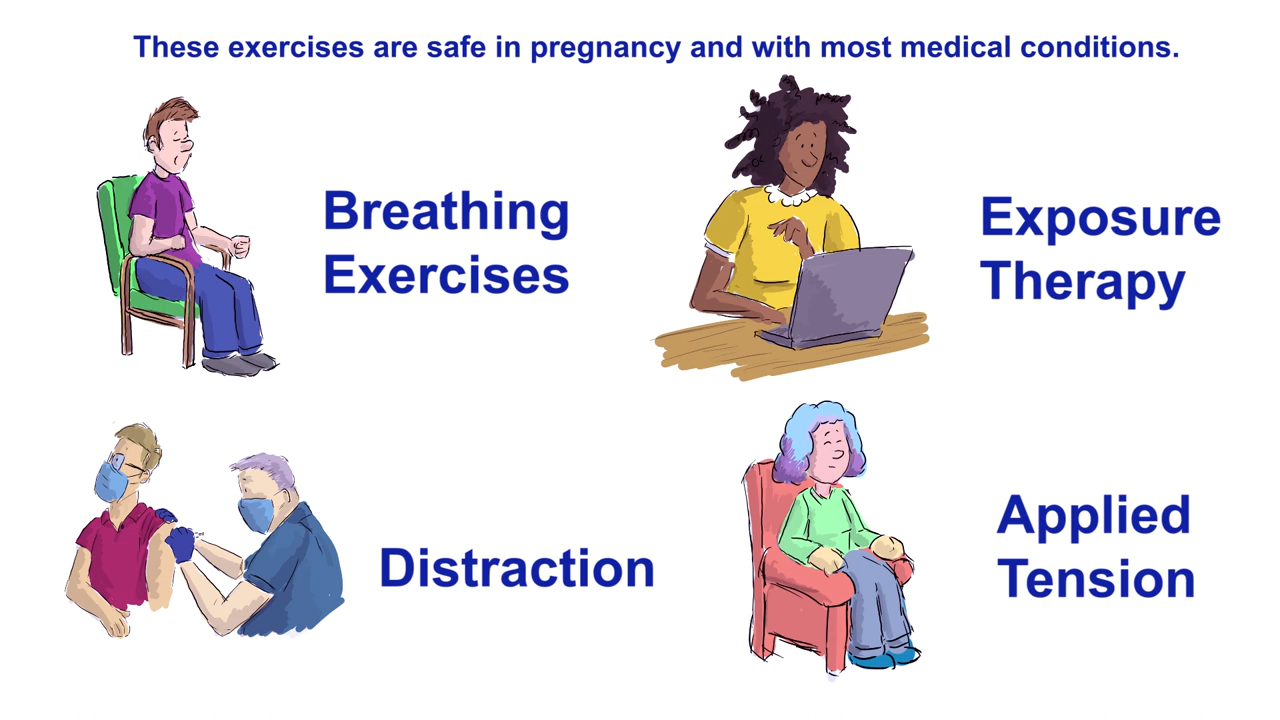 These exercises are safe in pregnancy and with most medical conditions.
Breathing
Exercises
Exposure
Therapy
Distraction
Applied
Tension